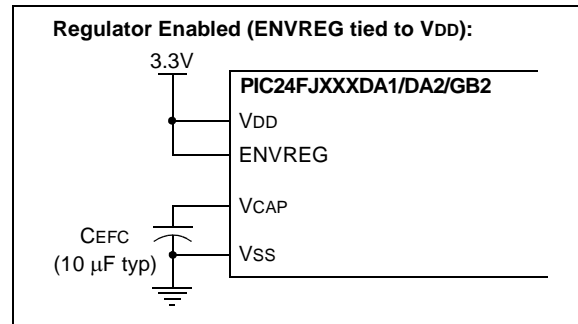 Regulator Enabled (ENVREG tied to VDD):
3.3V
PIC24FJXXXDA1/DA2/GB2
VDD
ENVREG
VCAP
CEFC
(10 μF typ)
VSS